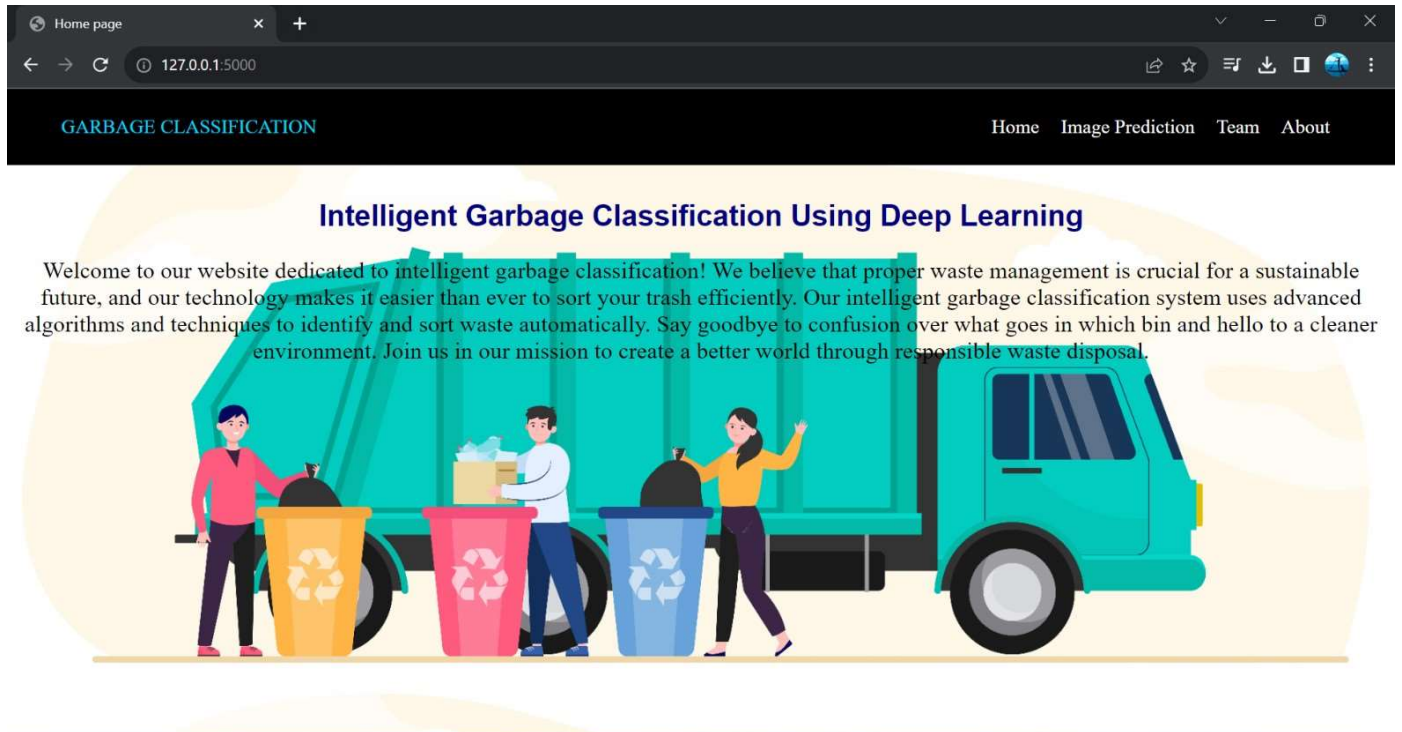 Home page
127.0.0.1:5000
GARBAGE CLASSIFICATION
Home Image Prediction Team About
Intelligent Garbage Classification Using Deep Learning
Welcome to our website dedicated to intelligent garbage classification! We believe that proper waste management is crucial for a sustainable
future, and our technology makes it easier than ever to sort your trash efficiently. Our intelligent garbage classification system uses advanced
algorithms and techniques to identify and sort waste automatically. Say goodbye to confusion over what goes in which bin and hello to a cleaner
environment. Join us in our mission to create a better world through responsible waste disposal.